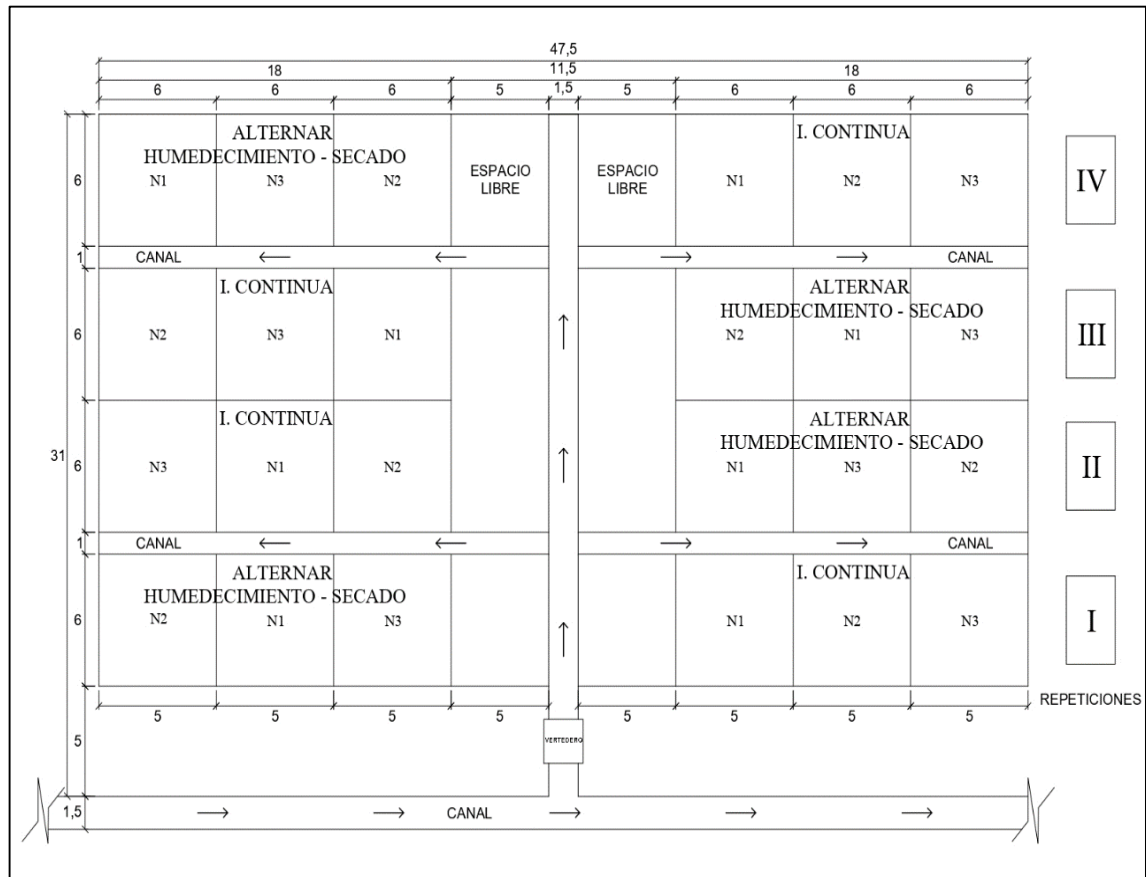 47,5
18 11,5 18
6 6 6 5 1,5 5 6 6 6
ALTERNAR
HUMEDECIMIENTO - SECADO
N1 N3 N2
ESPACIO
LIBRE
ESPACIO
LIBRE
I. CONTINUA
N1 N2 N3
IV
6
1
CANAL
CANAL
I. CONTINUA
N2 N3 N1
ALTERNAR
HUMEDECIMIENTO - SECADO
N2 N1 N3
III
6
I. CONTINUA
N3 N1 N2
ALTERNAR
HUMEDECIMIENTO - SECADO
N1 N3 N2
II
31
6
1
CANAL
CANAL
ALTERNAR
HUMEDECIMIENTO - SECADO
N2 N1 N3
I. CONTINUA
N1 N2 N3
I
6
REPETICIONES
5 5 5 5 5 5 5 5
5
VERTEDERO
1,5
CANAL